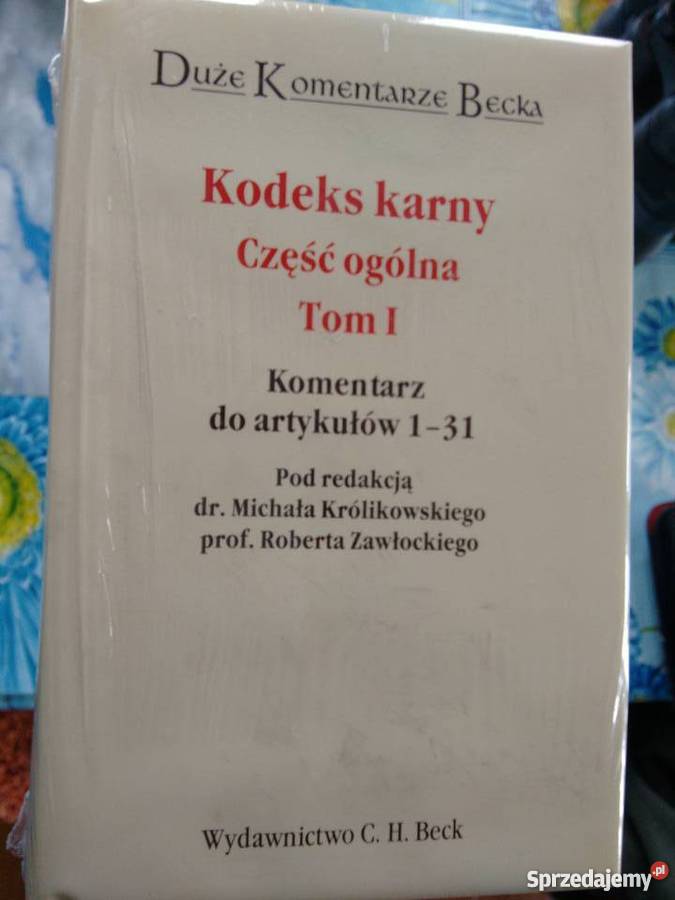 Duże Komentarze Becka
Kodeks karny
Część ogólna
Tom I
Komentarz
do artykułów 1–31
Pod redakcją
dr. Michała Królikowskiego
prof. Roberta Zawłockiego
Wydawnictwo C. H. Beck
Sprzedajemy.pl